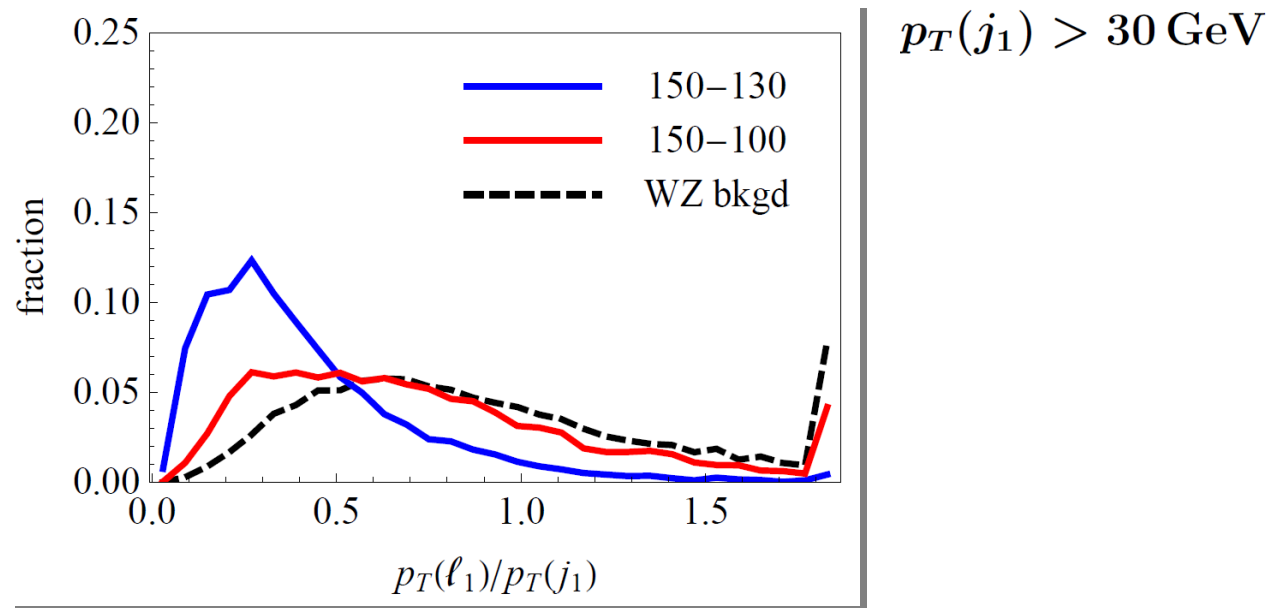 p_T(j_1) > 30 GeV
0.25
0.20
0.15
0.10
0.05
0.00
fraction
150–130
150–100
WZ bkgd
0.0 0.5 1.0 1.5
p_T(ℓ_1)/p_T(j_1)